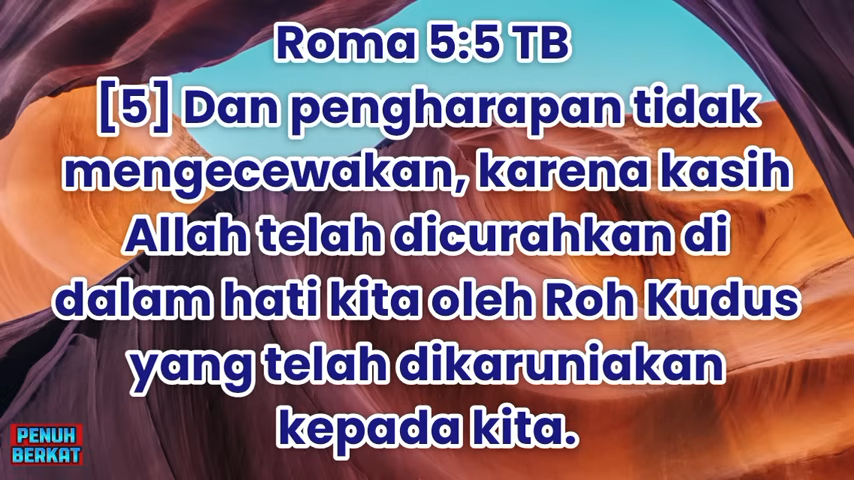 Roma 5:5 TB
[5] Dan pengharapan tidak
mengecewakan, karena kasih
Allah telah dicurahkan di
dalam hati kita oleh Roh Kudus
yang telah dikaruniakan
kepada kita.
PENUH
BERKAT